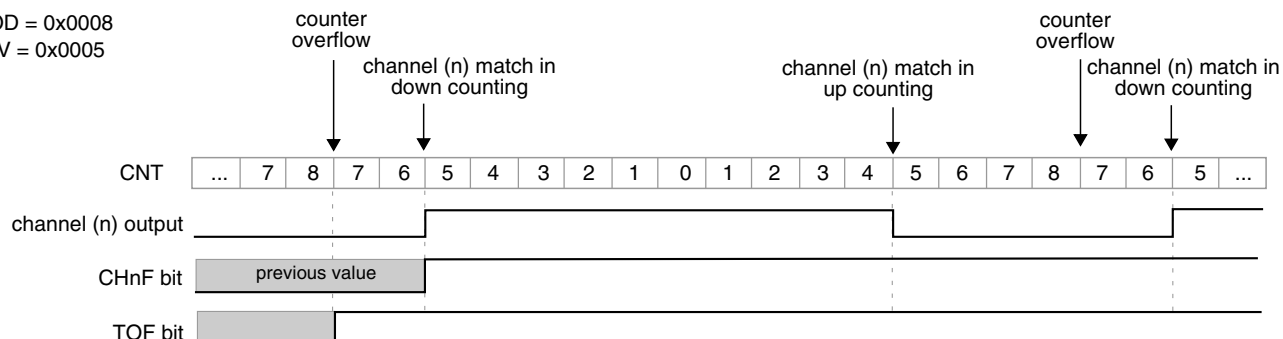 OD = 0x0008
V = 0x0005
counter
overflow
channel (n) match in
down counting
channel (n) match in
up counting
counter
overflow
channel (n) match in
down counting
CNT ... 7 8 7 6 5 4 3 2 1 0 1 2 3 4 5 6 7 8 7 6 5 ...
channel (n) output
CHnF bit previous value
TOF bit